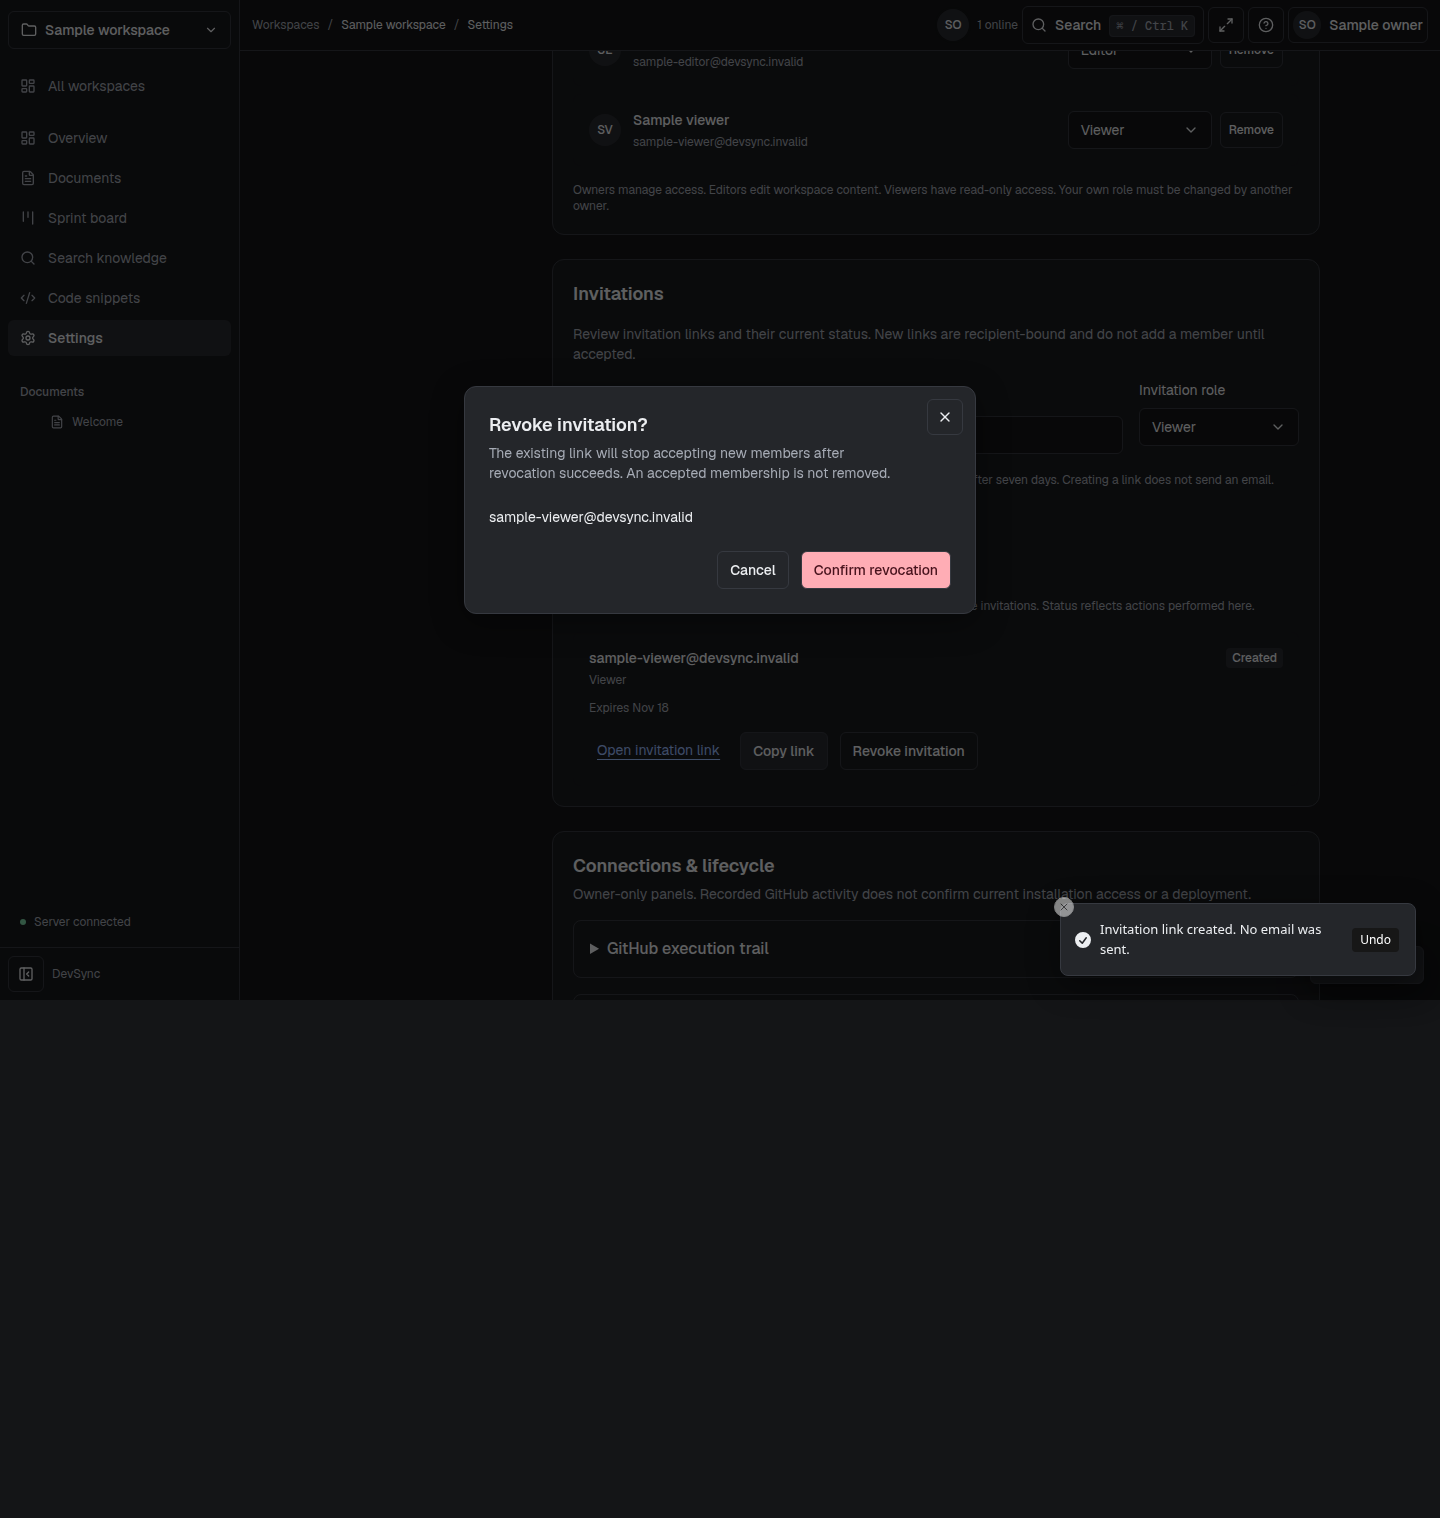 Sample workspace
Workspaces / Sample workspace / Settings
SO 1 online
Search ⌘ / Ctrl K
SO Sample owner
All workspaces
Overview
Documents
Sprint board
Search knowledge
Code snippets
Settings
Documents
Welcome
Server connected
DevSync
sample-editor@devsync.invalid
Editor
Remove
SV
Sample viewer
sample-viewer@devsync.invalid
Viewer
Remove
Owners manage access. Editors edit workspace content. Viewers have read-only access. Your own role must be changed by another
owner.
Invitations
Review invitation links and their current status. New links are recipient-bound and do not add a member until
accepted.
Invitation role
Viewer
after seven days. Creating a link does not send an email.
Revoke invitation?
The existing link will stop accepting new members after
revocation succeeds. An accepted membership is not removed.
sample-viewer@devsync.invalid
Cancel
Confirm revocation
invitations. Status reflects actions performed here.
sample-viewer@devsync.invalid
Created
Viewer
Expires Nov 18
Open invitation link
Copy link
Revoke invitation
Connections & lifecycle
Owner-only panels. Recorded GitHub activity does not confirm current installation access or a deployment.
GitHub execution trail
Invitation link created. No email was
sent.
Undo